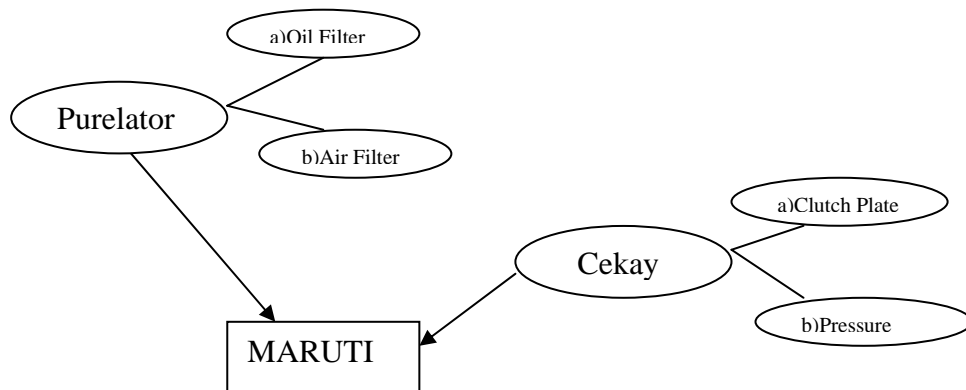 a)Oil Filter
Purelator
b)Air Filter
a)Clutch Plate
Cekay
b)Pressure
MARUTI